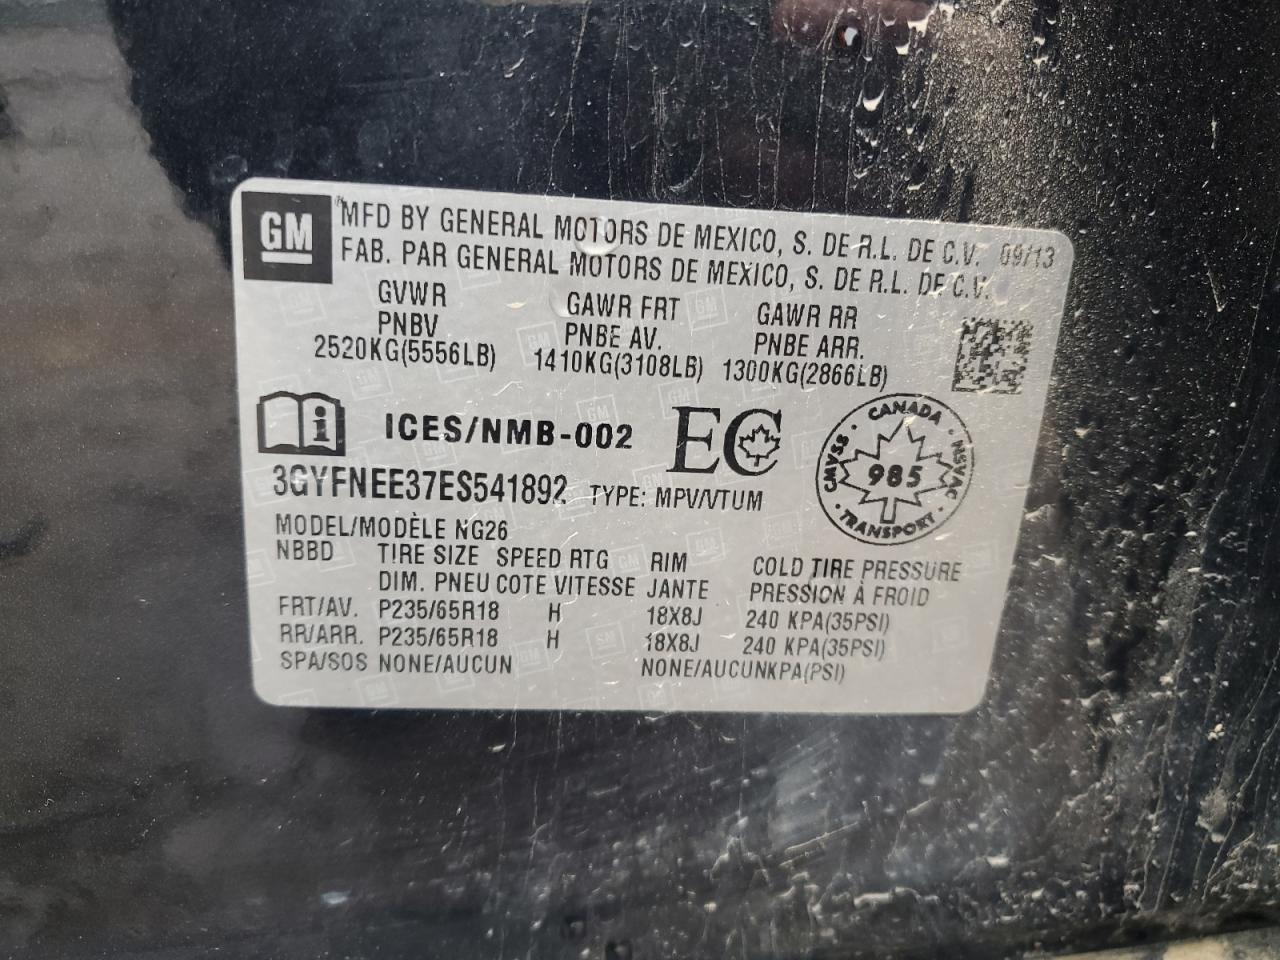 GM
MFD BY GENERAL MOTORS DE MEXICO, S. DE R.L. DE C.V. 09/13
FAB. PAR GENERAL MOTORS DE MEXICO, S. DE R.L. DE C.V.
GVWR GAWR FRT GAWR RR
PNBV PNBE AV. PNBE ARR.
2520KG(5556LB) 1410KG(3108LB) 1300KG(2866LB)
i ICES/NMB-002 EC
CANADA
CMVSS 985 NSVAC
TRANSPORT
3GYFNEE37ES541892 TYPE: MPV/VTUM
MODEL/MODÈLE NG26
NBBD TIRE SIZE SPEED RTG RIM COLD TIRE PRESSURE
DIM. PNEU COTE VITESSE JANTE PRESSION À FROID
FRT/AV. P235/65R18 H 18X8J 240 KPA(35PSI)
RR/ARR. P235/65R18 H 18X8J 240 KPA(35PSI)
SPA/SOS NONE/AUCUN NONE/AUCUNKPA(PSI)